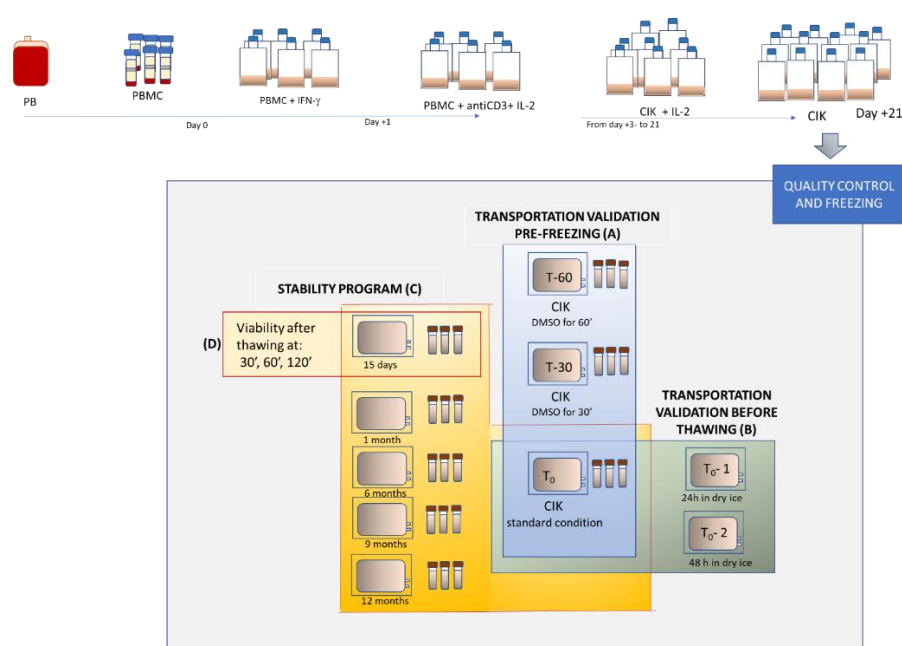 PB
PBMC
PBMC + IFN-γ
PBMC + antiCD3+ IL-2
CIK + IL-2
CIK
Day +21
Day 0
Day +1
From day +3- to 21
QUALITY CONTROL
AND FREEZING
TRANSPORTATION VALIDATION
PRE-FREEZING (A)
T-60
CIK
DMSO for 60'
T-30
CIK
DMSO for 30'
STABILITY PROGRAM (C)
(D)
Viability after
thawing at:
30', 60', 120'
15 days
1 month
6 months
9 months
12 months
TRANSPORTATION
VALIDATION BEFORE
THAWING (B)
T₀
CIK
standard condition
T₀- 1
24h in dry ice
T₀- 2
48 h in dry ice